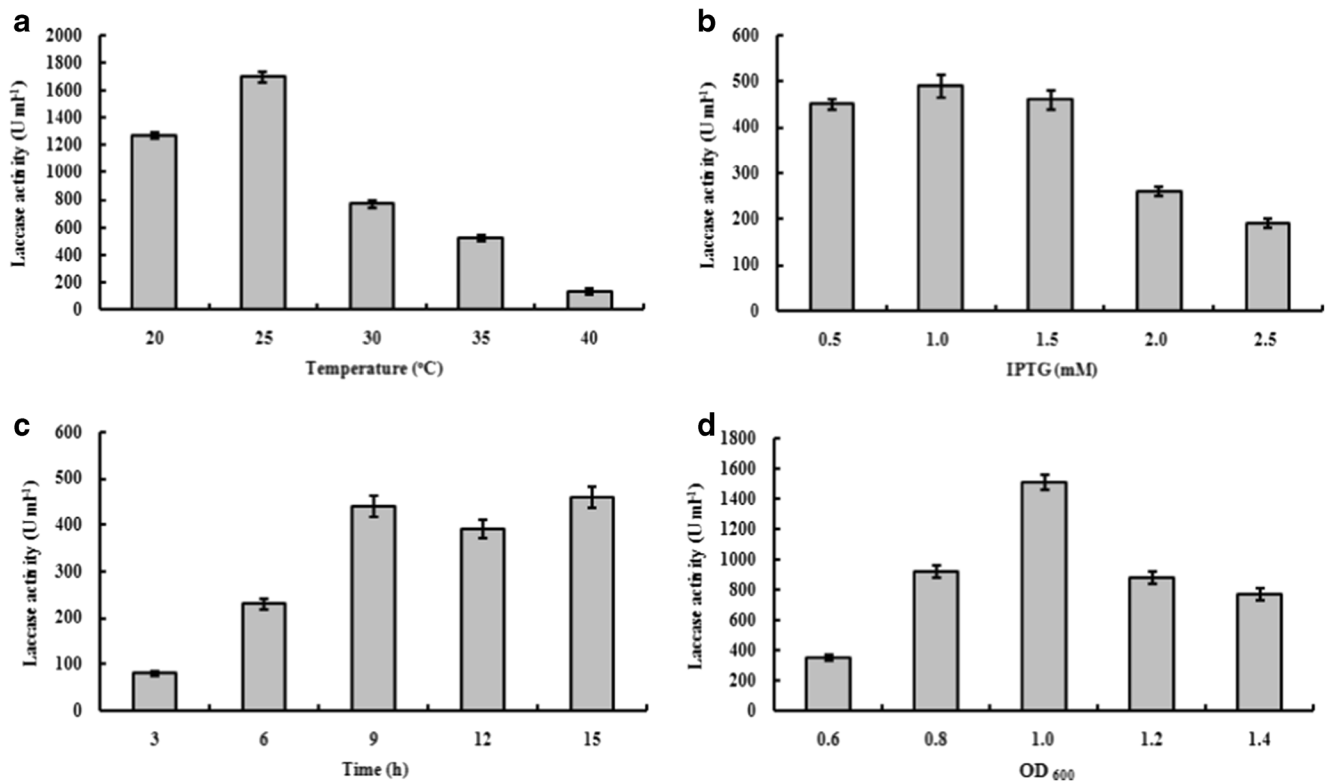 a
2000
1800
1600
1400
1200
1000
800
600
400
200
0
Laccase activity (U ml-1)
20 25 30 35 40
Temperature (°C)
b
600
500
400
300
200
100
0
Laccase activity (U ml-1)
0.5 1.0 1.5 2.0 2.5
IPTG (mM)
c
600
500
400
300
200
100
0
Laccase activity (U ml-1)
3 6 9 12 15
Time (h)
d
1800
1600
1400
1200
1000
800
600
400
200
0
Laccase activity (U ml-1)
0.6 0.8 1.0 1.2 1.4
OD 600